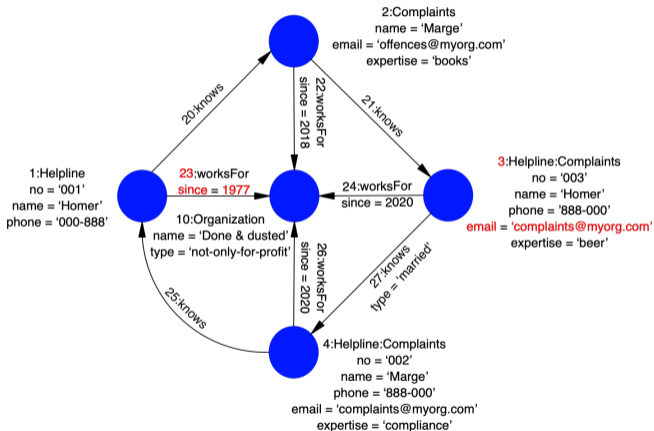 2:Complaints
name = ‘Marge’
email = ‘offences@myorg.com’
expertise = ‘books’
20:knows
22:worksFor
since = 2018
21:knows
1:Helpline
no = ‘001’
name = ‘Homer’
phone = ‘000-888’
23:worksFor
since = 1977
24:worksFor
since = 2020
3:Helpline:Complaints
no = ‘003’
name = ‘Homer’
phone = ‘888-000’
email = ‘complaints@myorg.com’
expertise = ‘beer’
10:Organization
name = ‘Done & dusted’
type = ‘not-only-for-profit’
25:knows
26:worksFor
since = 2020
27:knows
type = ‘married’
4:Helpline:Complaints
no = ‘002’
name = ‘Marge’
phone = ‘888-000’
email = ‘complaints@myorg.com’
expertise = ‘compliance’